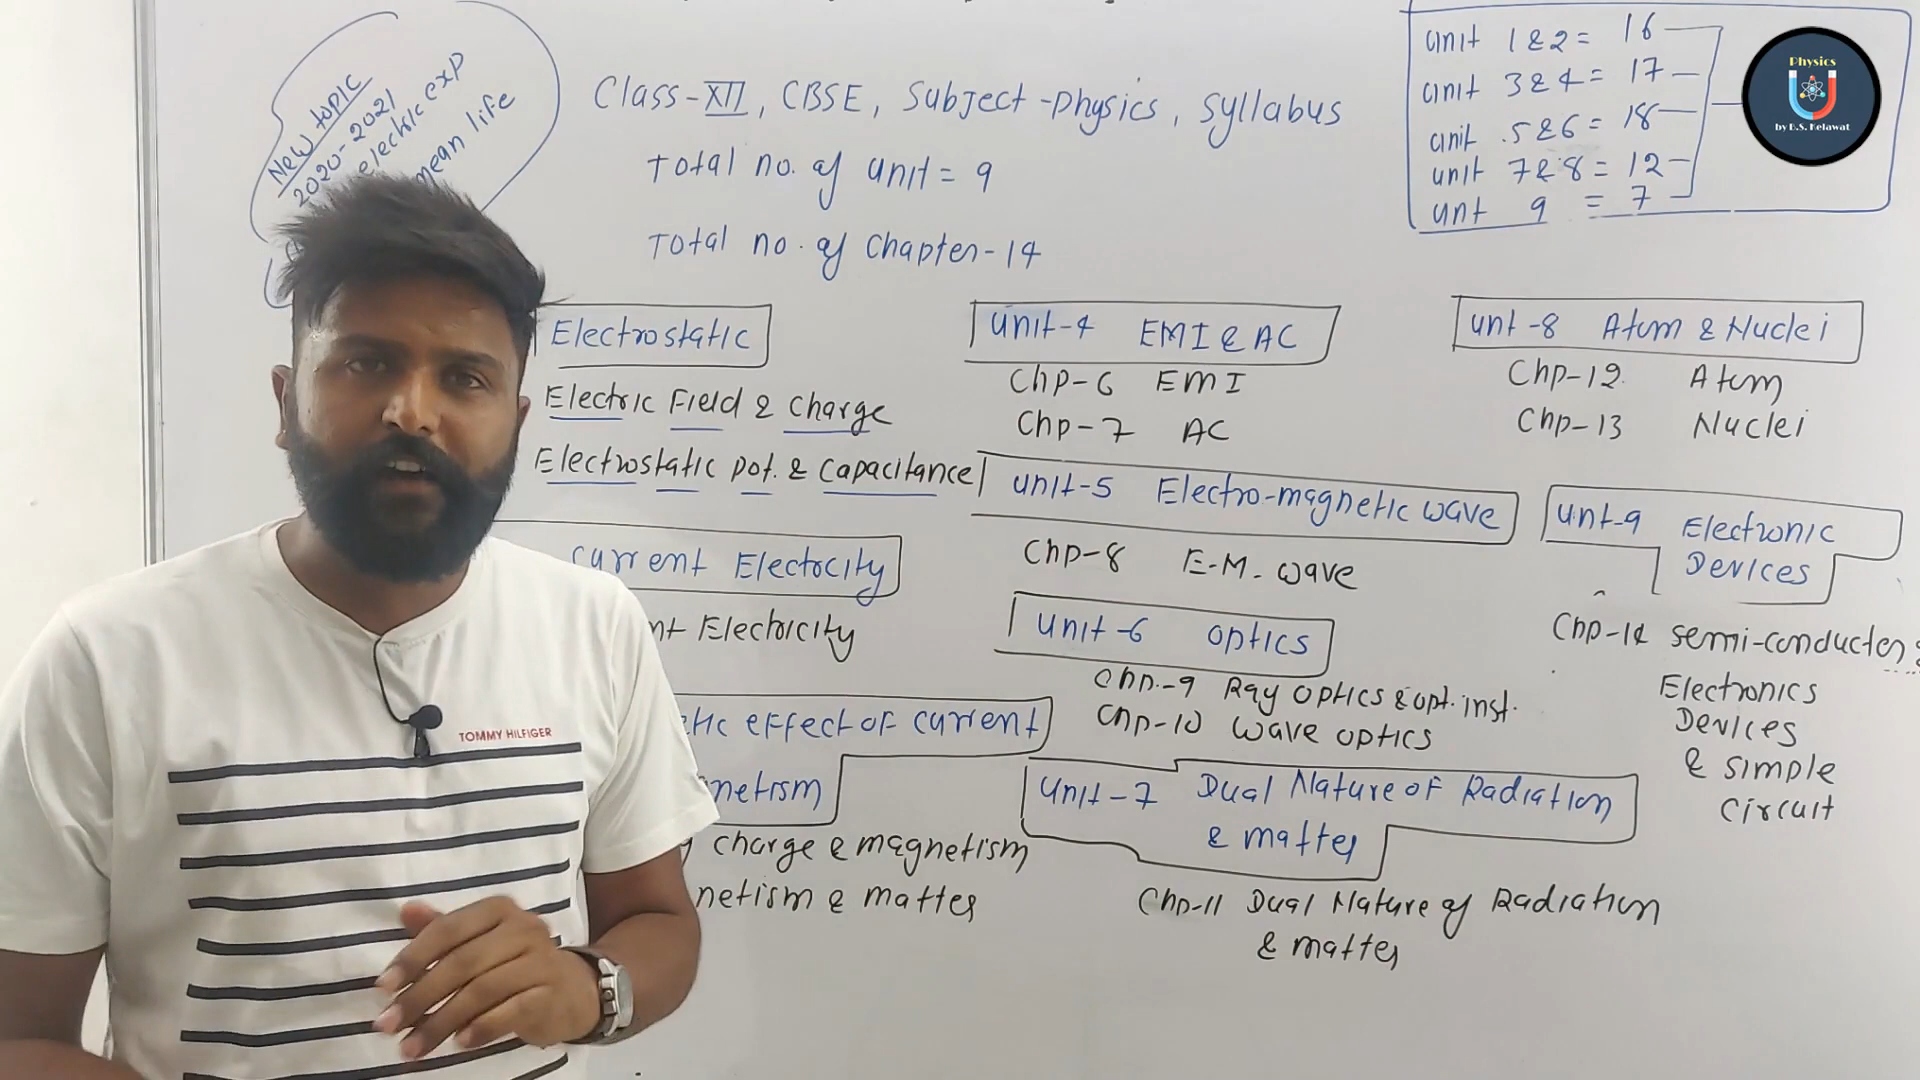 New topic
2020-2021
electric exp
mean life
Class-XII, CBSE, Subject-Physics, Syllabus
Total no. of unit = 9
Total no. of Chapter-14
unit 1&2 = 16
unit 3&4 = 17
unit .5&6 = 18
unit 7&8 = 12
unt 9 = 7
Physics
by B.S. Kelawat
Electrostatic
Electric Field & charge
Electrostatic pot. & capacitance
Current Electocity
nt Electricity
tic effect of current
netism
charge & magnetism
netism & matter
unit-4 EMI & AC
Chp-6 EMI
Chp-7 AC
unit-5 Electro-magnetic wave
Chp-8 E-M. wave
unit-6 optics
Chp.-9 Ray optics & opt. inst.
Chp-10 wave optics
unit-7 Dual Nature of Radiation
& matter
Chp-11 Dual Nature of Radiation
& matter
unt-8 Atom & Nuclei
Chp-12. Atom
Chp-13 Nuclei
unt-9 Electronic
Devices
Chp-14 semi-conductor
Electronics
Devices
& simple
circuit
TOMMY HILFIGER